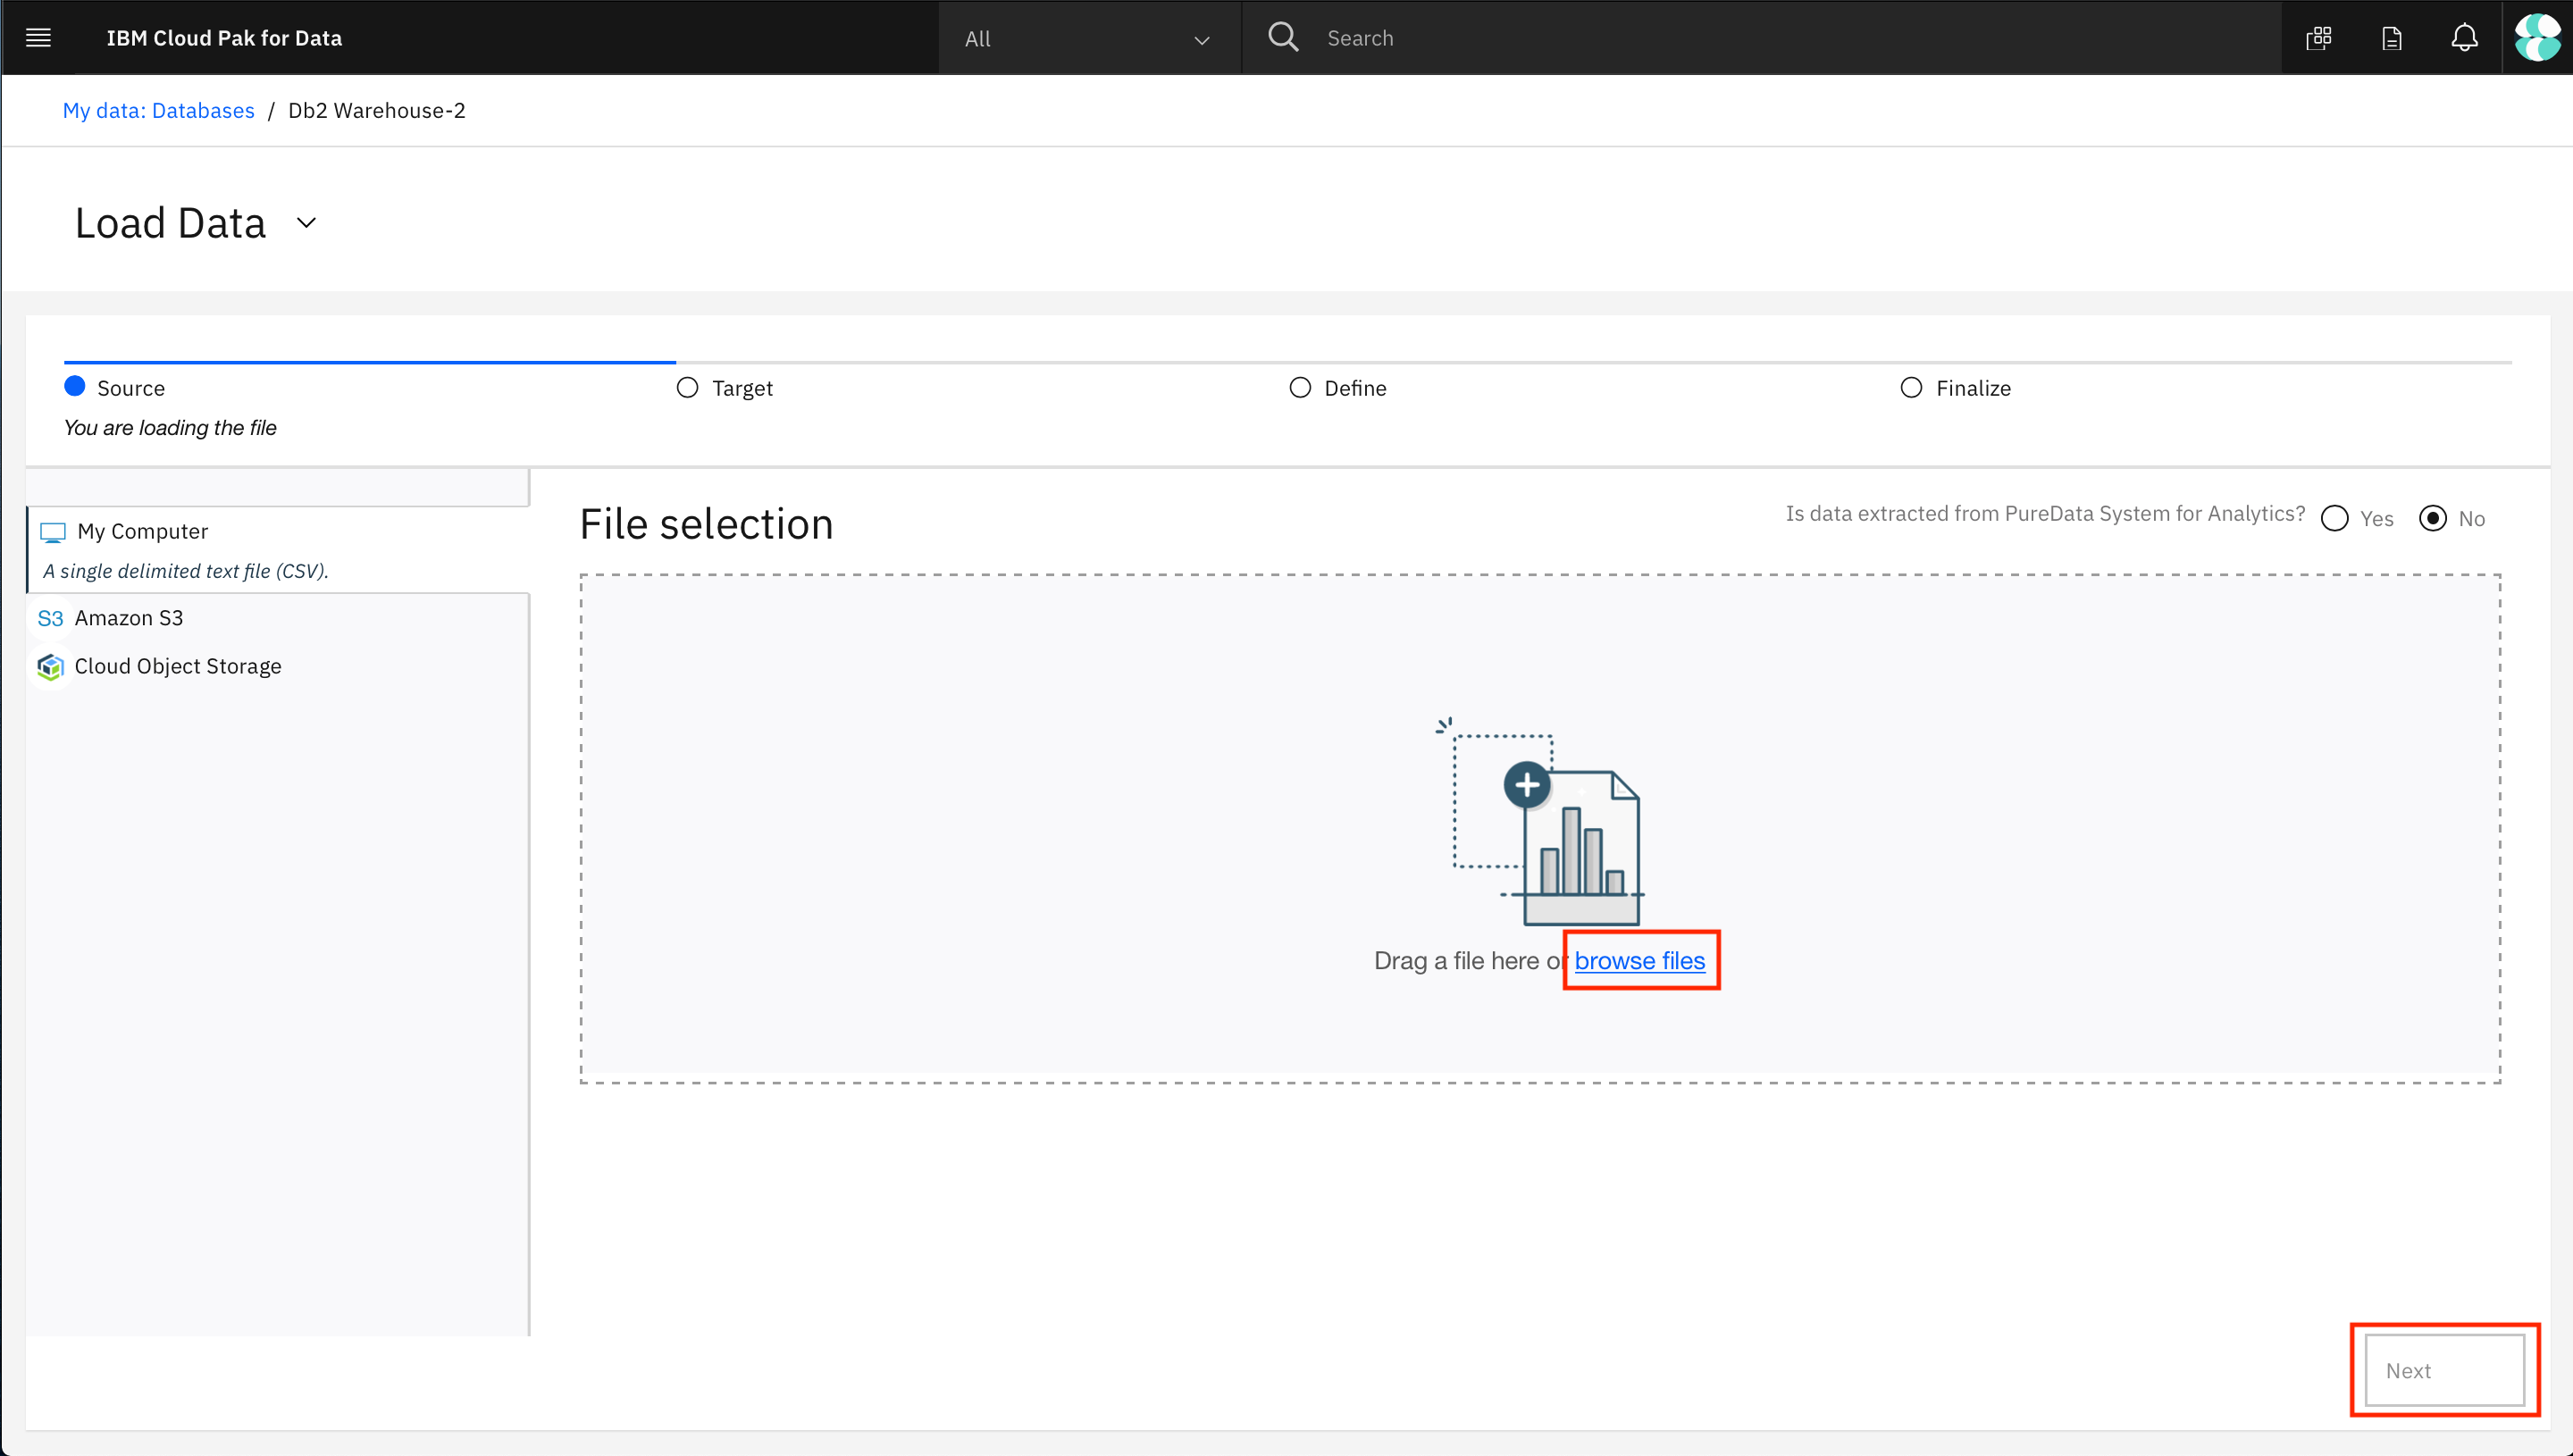 IBM Cloud Pak for Data
All
Search
My data: Databases / Db2 Warehouse-2
Load Data
Source
Target
Define
Finalize
You are loading the file
My Computer
A single delimited text file (CSV).
S3 Amazon S3
Cloud Object Storage
File selection
Is data extracted from PureData System for Analytics? Yes No
Drag a file here or browse files
Next